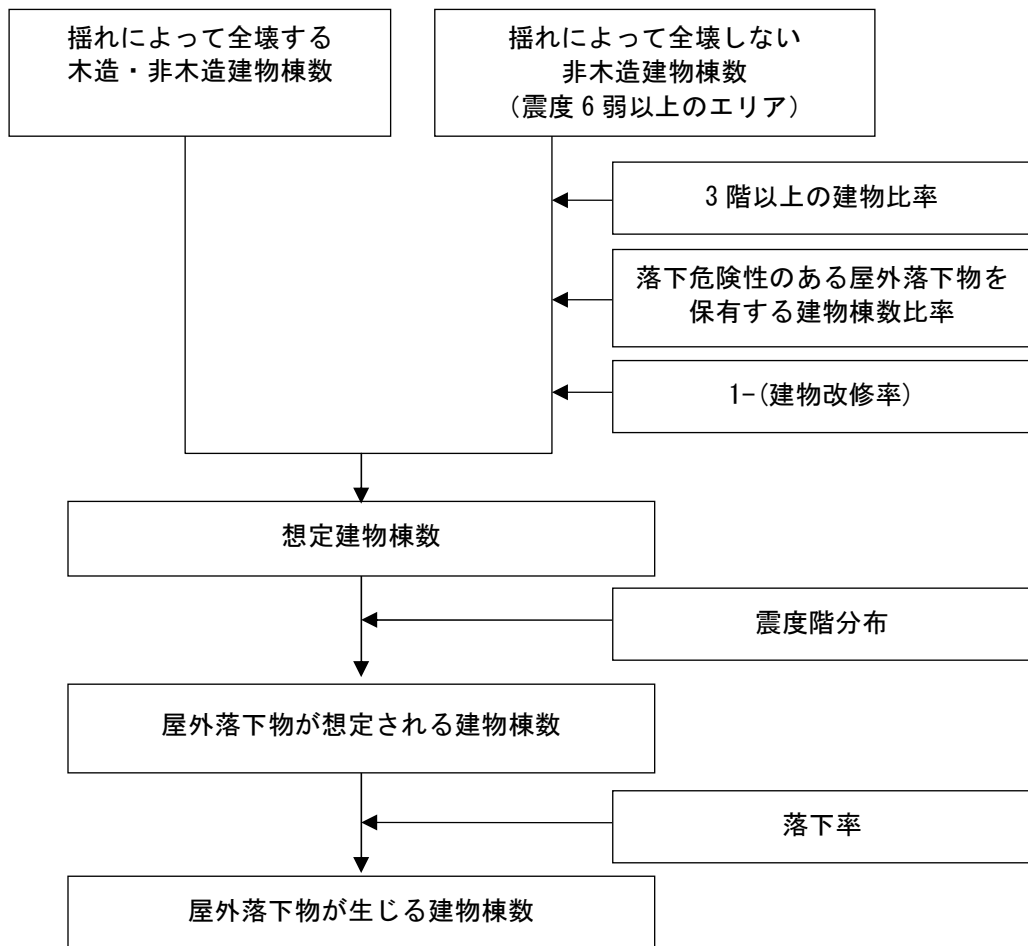 揺れによって全壊する
木造・非木造建物棟数
揺れによって全壊しない
非木造建物棟数
（震度 6 弱以上のエリア）
3 階以上の建物比率
落下危険性のある屋外落下物を
保有する建物棟数比率
1-(建物改修率)
想定建物棟数
震度階分布
屋外落下物が想定される建物棟数
落下率
屋外落下物が生じる建物棟数